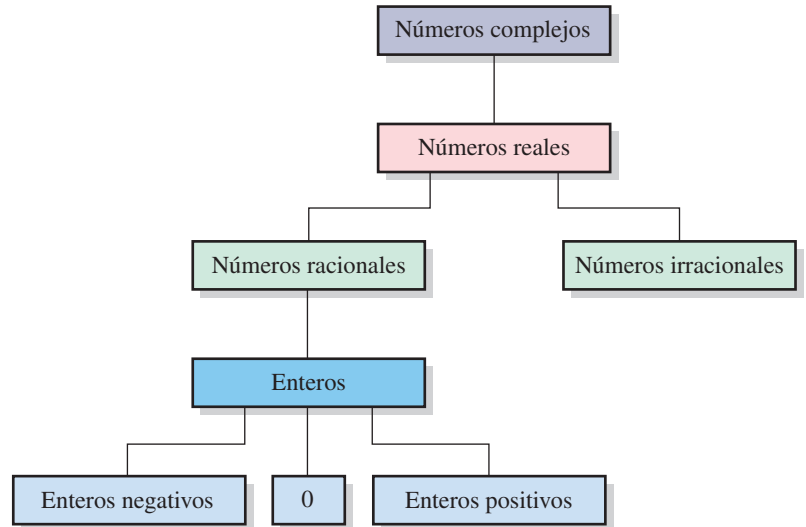 Números complejos
Números reales
Números racionales
Números irracionales
Enteros
Enteros negativos
0
Enteros positivos